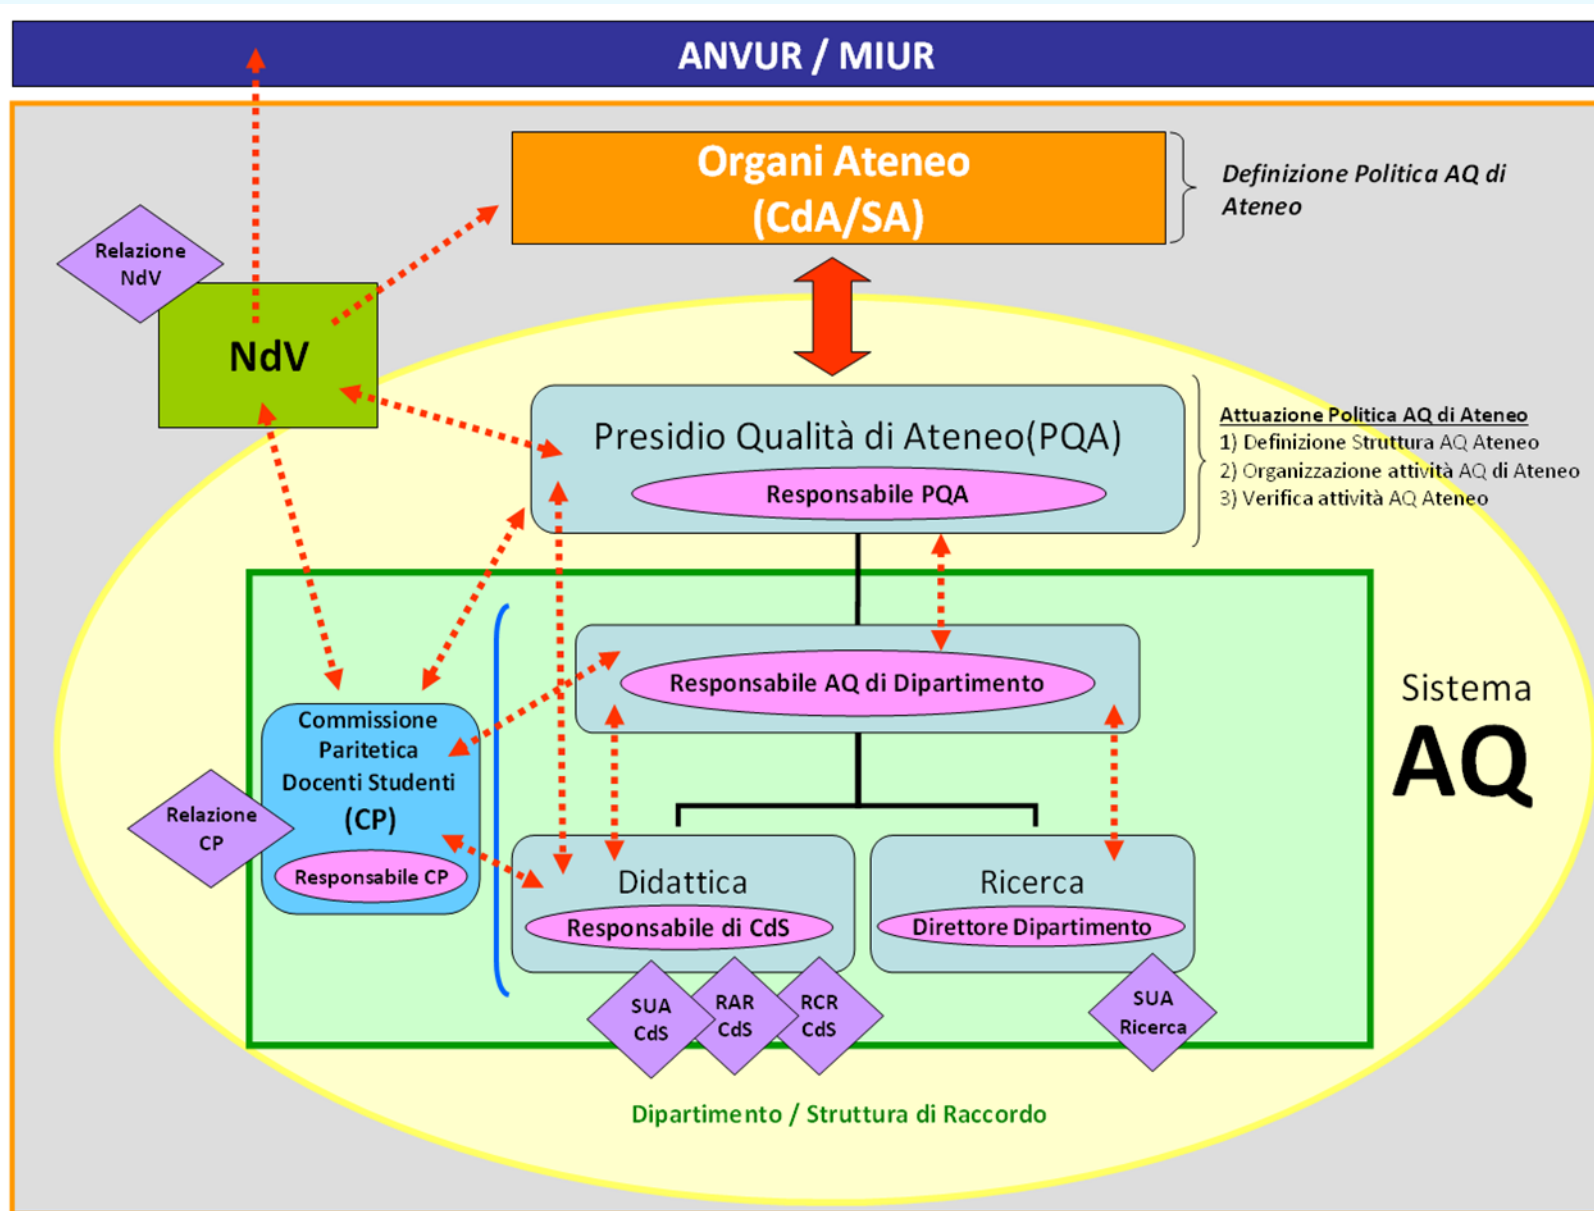 ANVUR / MIUR
Organi Ateneo
(CdA/SA)
Definizione Politica AQ di
Ateneo
Relazione
NdV
NdV
Presidio Qualità di Ateneo(PQA)
Responsabile PQA
Attuazione Politica AQ di Ateneo
1) Definizione Struttura AQ Ateneo
2) Organizzazione attività AQ di Ateneo
3) Verifica attività AQ Ateneo
Responsabile AQ di Dipartimento
Sistema
AQ
Commissione
Paritetica
Docenti Studenti
(CP)
Responsabile CP
Relazione
CP
Didattica
Responsabile di CdS
Ricerca
Direttore Dipartimento
SUA
CdS
RAR
CdS
RCR
CdS
SUA
Ricerca
Dipartimento / Struttura di Raccordo